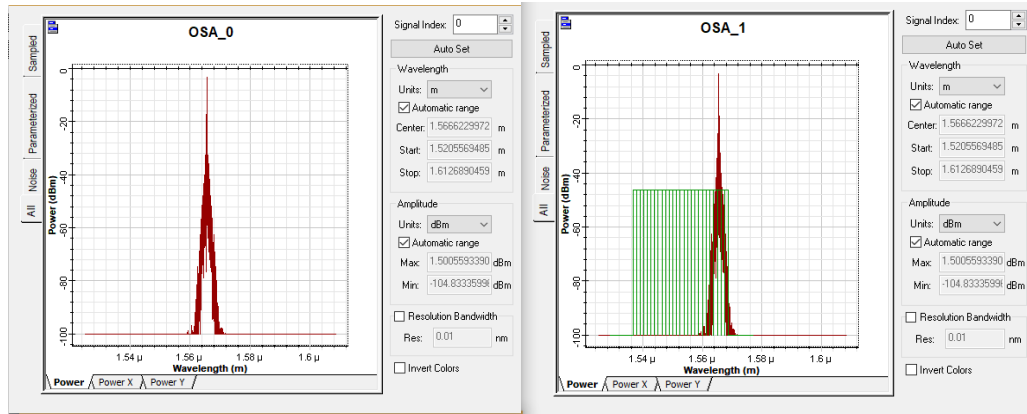 OSA_0
Sampled
Parameterized
Noise
All
Power (dBm)
0
-20
-40
-60
-80
-100
1.54 µ
1.56 µ
1.58 µ
1.6 µ
Wavelength (m)
Power
Power X
Power Y
Signal Index: 0
Auto Set
Wavelength
Units: m
Automatic range
Center: 1.5666229972 m
Start: 1.5205569485 m
Stop: 1.6126890459 m
Amplitude
Units: dBm
Automatic range
Max: 1.5005593390 dBm
Min: -104.8333599 dBm
Resolution Bandwidth
Res: 0.01 nm
Invert Colors
OSA_1
Sampled
Parameterized
Noise
All
Power (dBm)
0
-20
-40
-60
-80
-100
1.54 µ
1.56 µ
1.58 µ
1.6 µ
Wavelength (m)
Power
Power X
Power Y
Signal Index: 0
Auto Set
Wavelength
Units: m
Automatic range
Center: 1.5666229972 m
Start: 1.5205569485 m
Stop: 1.6126890459 m
Amplitude
Units: dBm
Automatic range
Max: 1.5005593390 dBm
Min: -104.8333599 dBm
Resolution Bandwidth
Res: 0.01 nm
Invert Colors